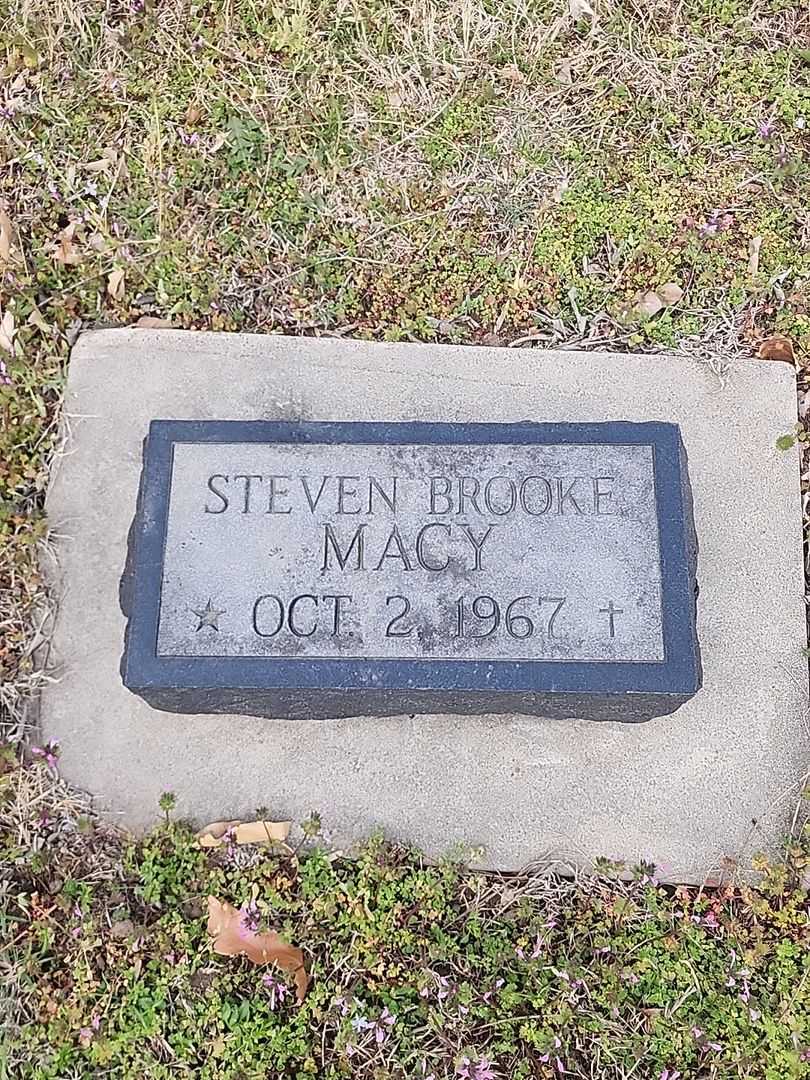 STEVEN BROOKE
MACY
★ OCT. 2, 1967 ✝